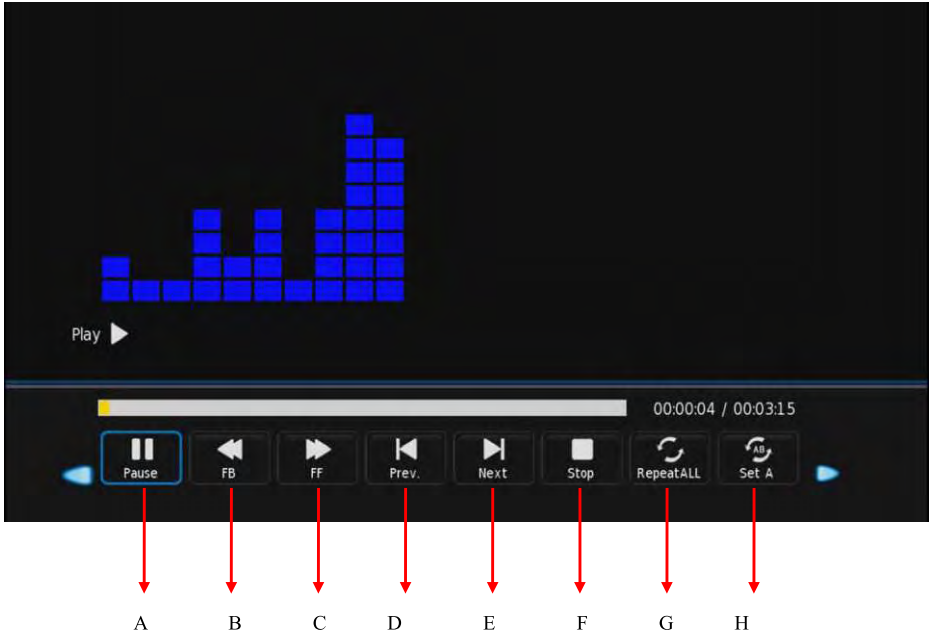 Play
00:00:04 / 00:03:15
Pause FB FF Prev. Next Stop RepeatALL AB Set A
A B C D E F G H